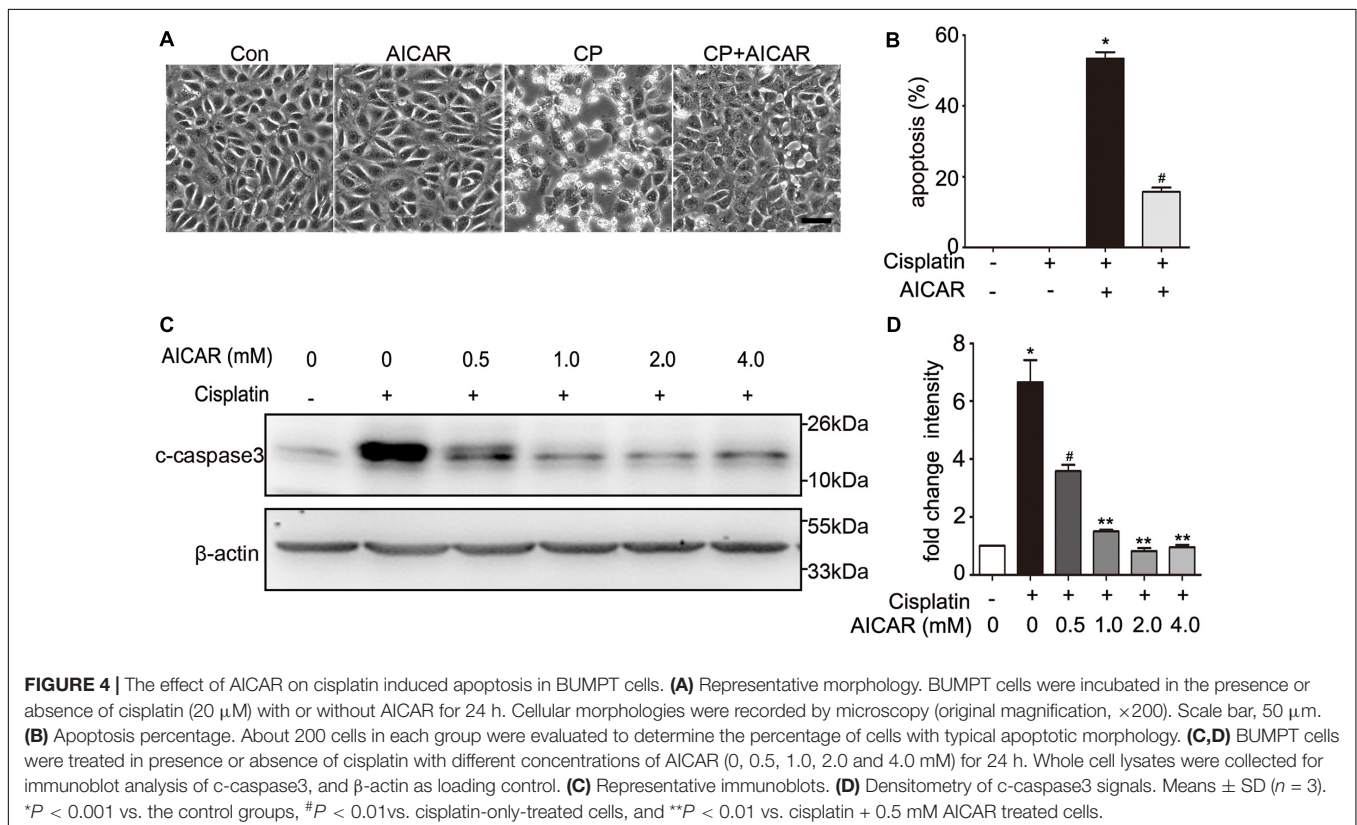 A
Con AICAR CP CP+AICAR
B
60
40
20
0
apoptosis (%)
*
#
Cisplatin - + + +
AICAR - - + +
C
AICAR (mM) 0 0 0.5 1.0 2.0 4.0
Cisplatin - + + + + +
c-caspase3
26kDa
10kDa
β-actin
55kDa
33kDa
D
8
6
4
2
0
fold change intensity
*
#
**
**
**
Cisplatin - + + + + +
AICAR (mM) 0 0 0.5 1.0 2.0 4.0
FIGURE 4 | The effect of AICAR on cisplatin induced apoptosis in BUMPT cells. (A) Representative morphology. BUMPT cells were incubated in the presence or
absence of cisplatin (20 μM) with or without AICAR for 24 h. Cellular morphologies were recorded by microscopy (original magnification, ×200). Scale bar, 50 μm.
(B) Apoptosis percentage. About 200 cells in each group were evaluated to determine the percentage of cells with typical apoptotic morphology. (C,D) BUMPT cells
were treated in presence or absence of cisplatin with different concentrations of AICAR (0, 0.5, 1.0, 2.0 and 4.0 mM) for 24 h. Whole cell lysates were collected for
immunoblot analysis of c-caspase3, and β-actin as loading control. (C) Representative immunoblots. (D) Densitometry of c-caspase3 signals. Means ± SD (n = 3).
*P < 0.001 vs. the control groups, #P < 0.01vs. cisplatin-only-treated cells, and **P < 0.01 vs. cisplatin + 0.5 mM AICAR treated cells.